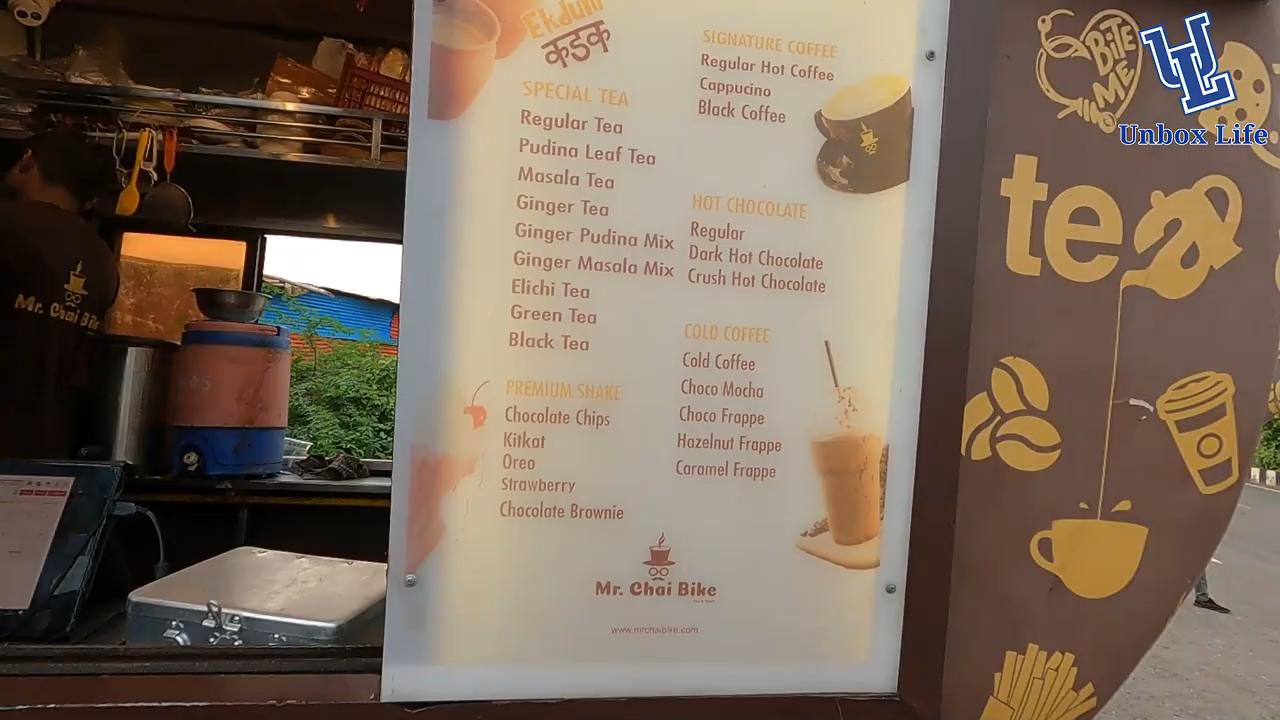 Ekdum
कडक
SPECIAL TEA
Regular Tea
Pudina Leaf Tea
Masala Tea
Ginger Tea
Ginger Pudina Mix
Ginger Masala Mix
Elichi Tea
Green Tea
Black Tea
PREMIUM SHAKE
Chocolate Chips
Kitkat
Oreo
Strawberry
Chocolate Brownie
SIGNATURE COFFEE
Regular Hot Coffee
Cappucino
Black Coffee
HOT CHOCOLATE
Regular
Dark Hot Chocolate
Crush Hot Chocolate
COLD COFFEE
Cold Coffee
Choco Mocha
Choco Frappe
Hazelnut Frappe
Caramel Frappe
Mr. Chai Bike
www.mrchaibike.com
Mr. Chai Bike
BiTE
ME
tea
UL
Unbox Life